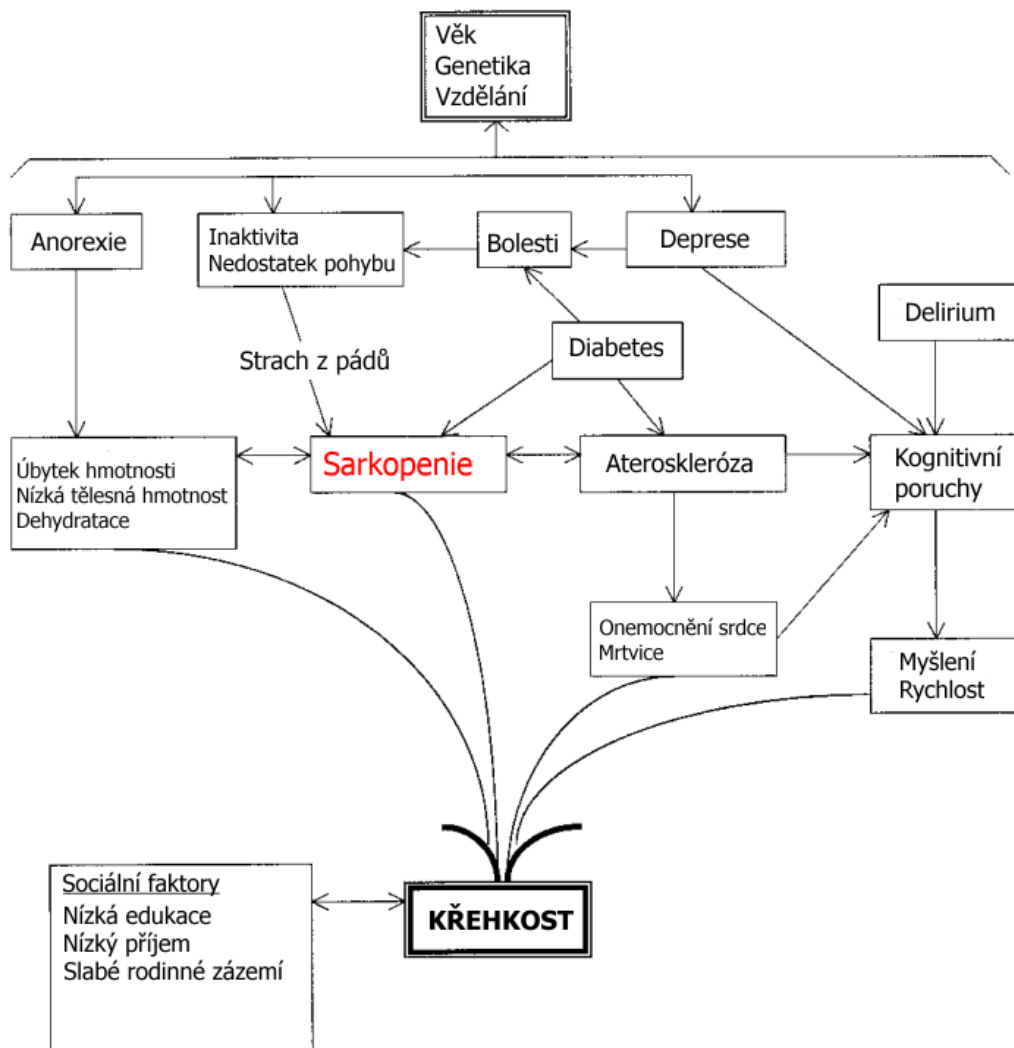 Věk
Genetika
Vzdělání
Anorexie
Inaktivita
Nedostatek pohybu
Bolesti
Deprese
Delirium
Strach z pádů
Diabetes
Úbytek hmotnosti
Nízká tělesná hmotnost
Dehydratace
Sarkopenie
Ateroskleróza
Kognitivní
poruchy
Onemocnění srdce
Mrtvice
Myšlení
Rychlost
Sociální faktory
Nízká edukace
Nízký příjem
Slabé rodinné zázemí
KŘEHKOST